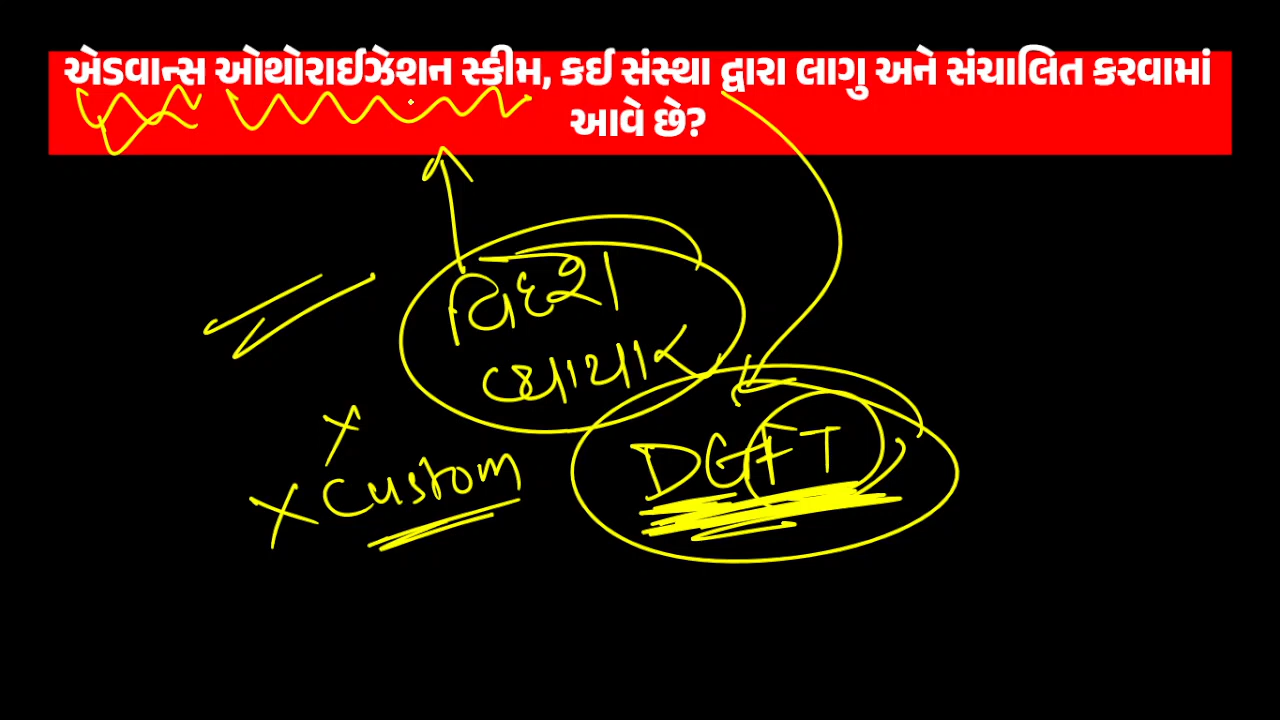 એડવાન્સ ઓથોરાઈઝેશન સ્કીમ, કઈ સંસ્થા દ્વારા લાગુ અને સંચાલિત કરવામાં
આવે છે?
વિદેશ
વ્યાપાર
DGFT
X Custom